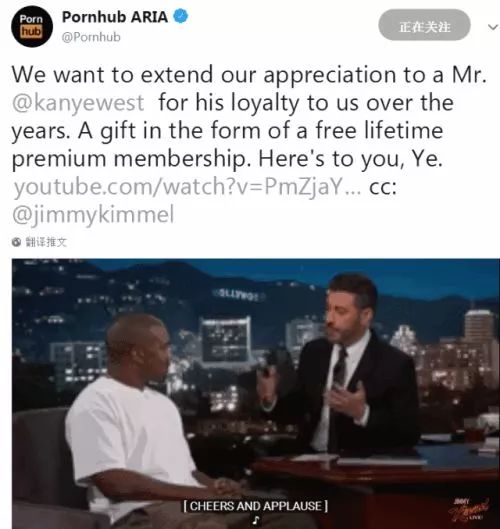 Porn
hub
Pornhub ARIA
@Pornhub
正在关注
We want to extend our appreciation to a Mr.
@kanyewest for his loyalty to us over the
years. A gift in the form of a free lifetime
premium membership. Here's to you, Ye.
youtube.com/watch?v=PmZjaY... cc:
@jimmykimmel
翻译推文
[ CHEERS AND APPLAUSE ]
♪
JIMMY
Kimmel
LIVE!